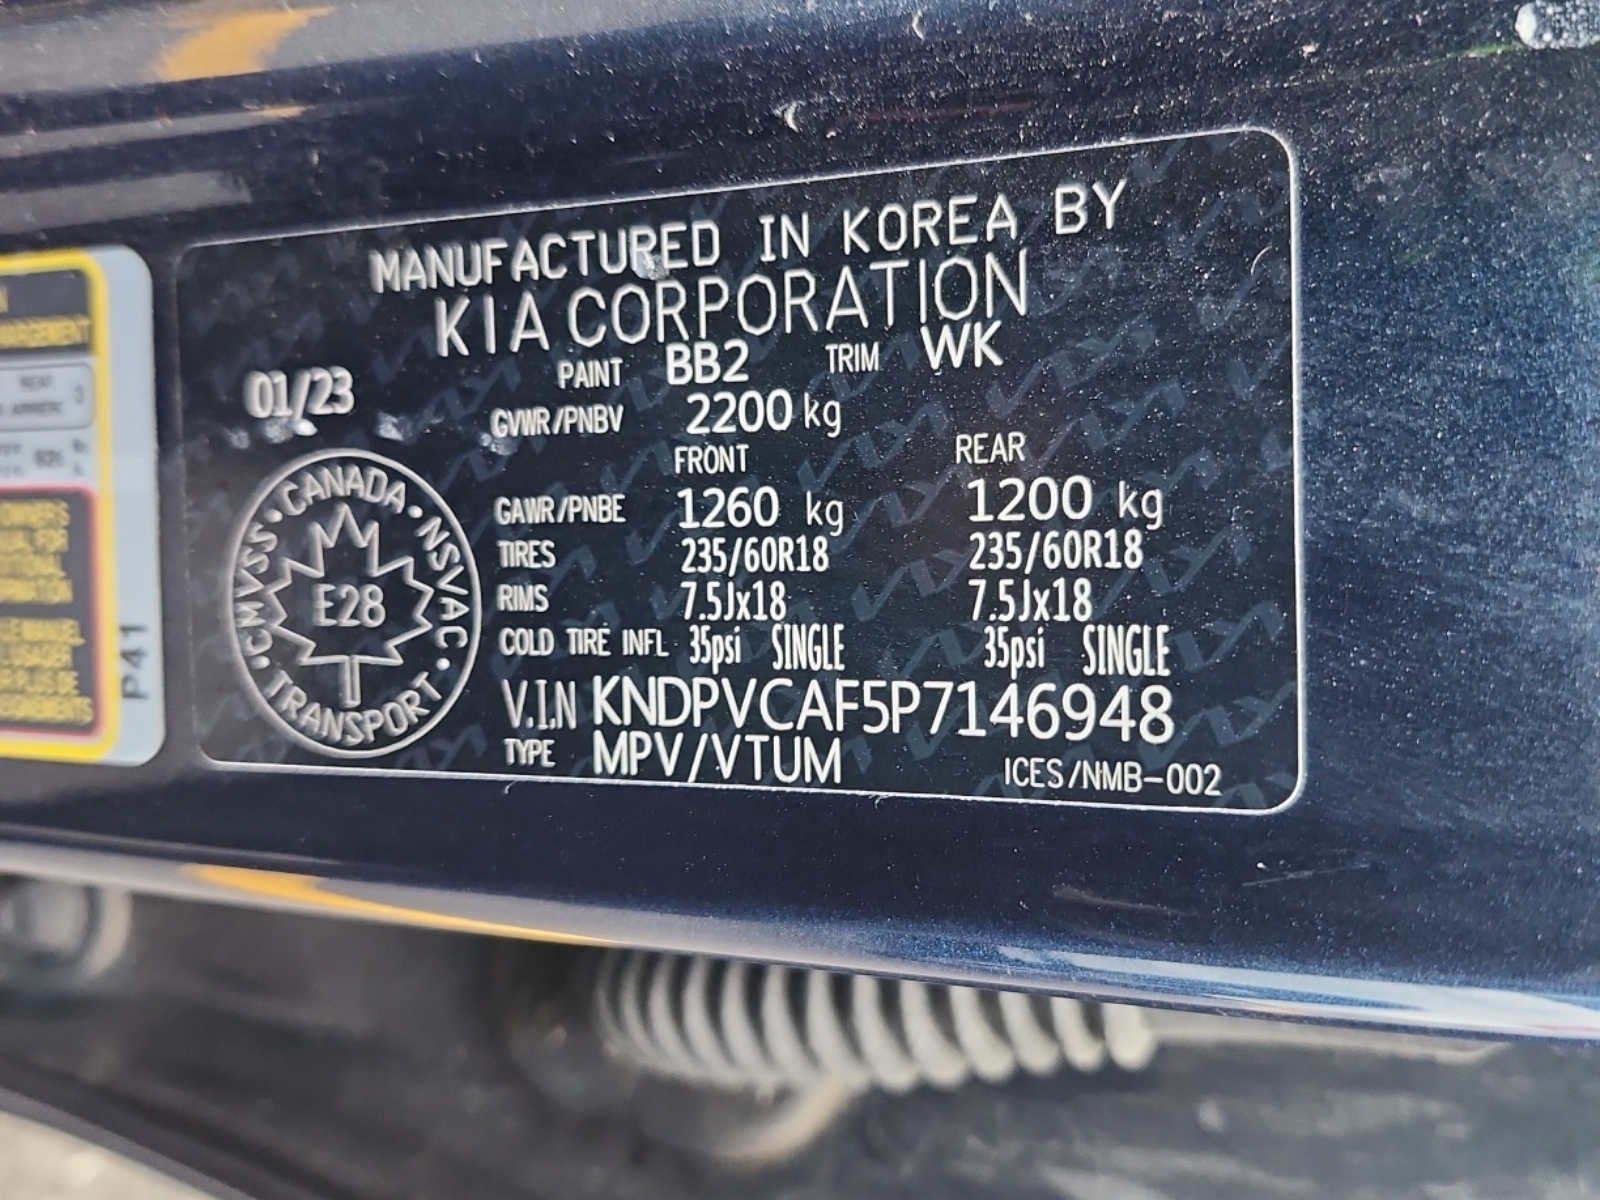 MANUFACTURED IN KOREA BY
KIA CORPORATION
PAINT BB2 TRIM WK
01/23
GVWR/PNBV 2200 kg
FRONT REAR
GAWR/PNBE 1260 kg 1200 kg
TIRES 235/60R18 235/60R18
RIMS 7.5Jx18 7.5Jx18
COLD TIRE INFL 35psi SINGLE 35psi SINGLE
V.I.N KNDPVCAF5P7146948
TYPE MPV/VTUM
ICES/NMB-002
CANADA · NSVAC · TRANSPORT · CMVSS ·
E28
P41
REAR
3